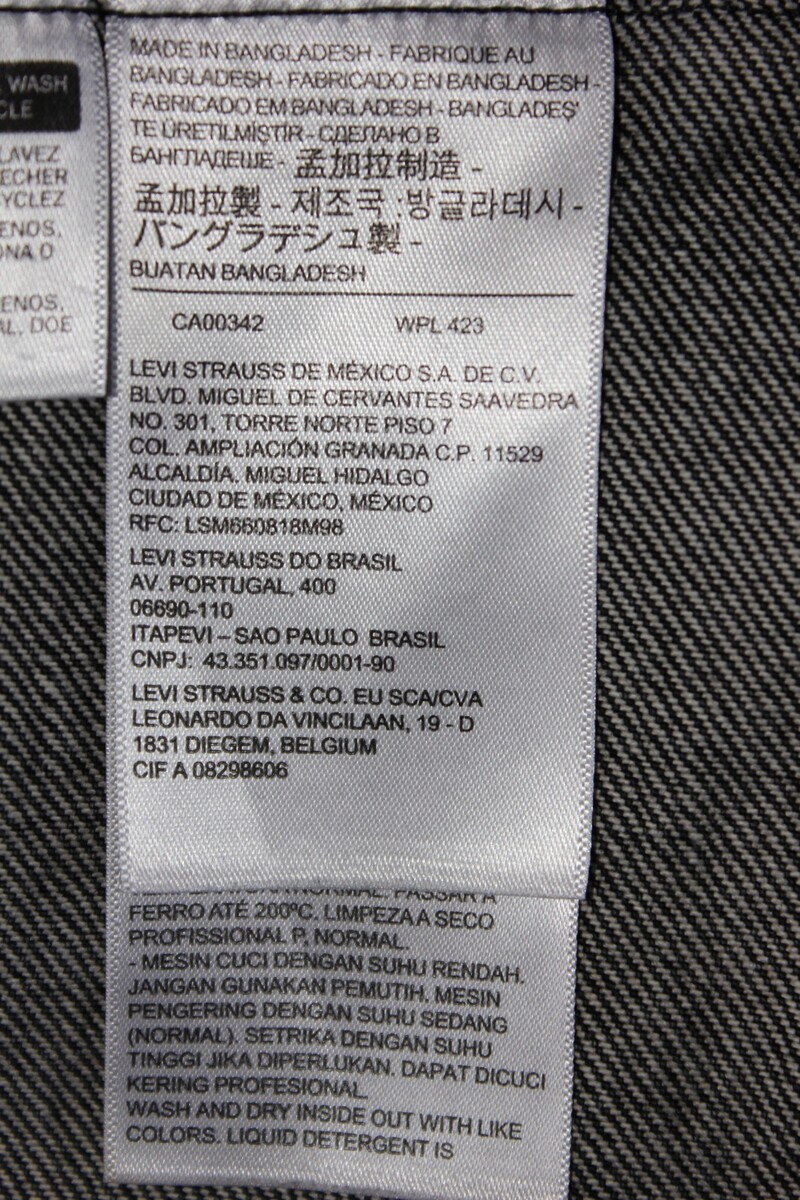 WASH
CLE
LAVEZ
ECHER
YCLEZ
ENOS,
ONA O
ENOS,
AL, DOE
MADE IN BANGLADESH - FABRIQUE AU
BANGLADESH - FABRICADO EN BANGLADESH -
FABRICADO EM BANGLADESH - BANGLADEŞ'
TE ÜRETİLMİŞTİR - СДЕЛАНО В
БАНГЛАДЕШЕ - 孟加拉制造 -
孟加拉製 - 제조국 :방글라데시 -
バングラデシュ製 -
BUATAN BANGLADESH
CA00342 WPL 423
LEVI STRAUSS DE MÉXICO S.A. DE C.V.
BLVD. MIGUEL DE CERVANTES SAAVEDRA
NO. 301, TORRE NORTE PISO 7
COL. AMPLIACIÓN GRANADA C.P. 11529
ALCALDÍA. MIGUEL HIDALGO
CIUDAD DE MÉXICO, MÉXICO
RFC: LSM660818M98
LEVI STRAUSS DO BRASIL
AV. PORTUGAL, 400
06690-110
ITAPEVI – SAO PAULO BRASIL
CNPJ: 43.351.097/0001-90
LEVI STRAUSS & CO. EU SCA/CVA
LEONARDO DA VINCILAAN, 19 - D
1831 DIEGEM, BELGIUM
CIF A 08298606
NORMAL. PASSAR A
FERRO ATÉ 200ºC. LIMPEZA A SECO
PROFISSIONAL P, NORMAL.
- MESIN CUCI DENGAN SUHU RENDAH.
JANGAN GUNAKAN PEMUTIH. MESIN
PENGERING DENGAN SUHU SEDANG
(NORMAL). SETRIKA DENGAN SUHU
TINGGI JIKA DIPERLUKAN. DAPAT DICUCI
KERING PROFESIONAL
WASH AND DRY INSIDE OUT WITH LIKE
COLORS. LIQUID DETERGENT IS